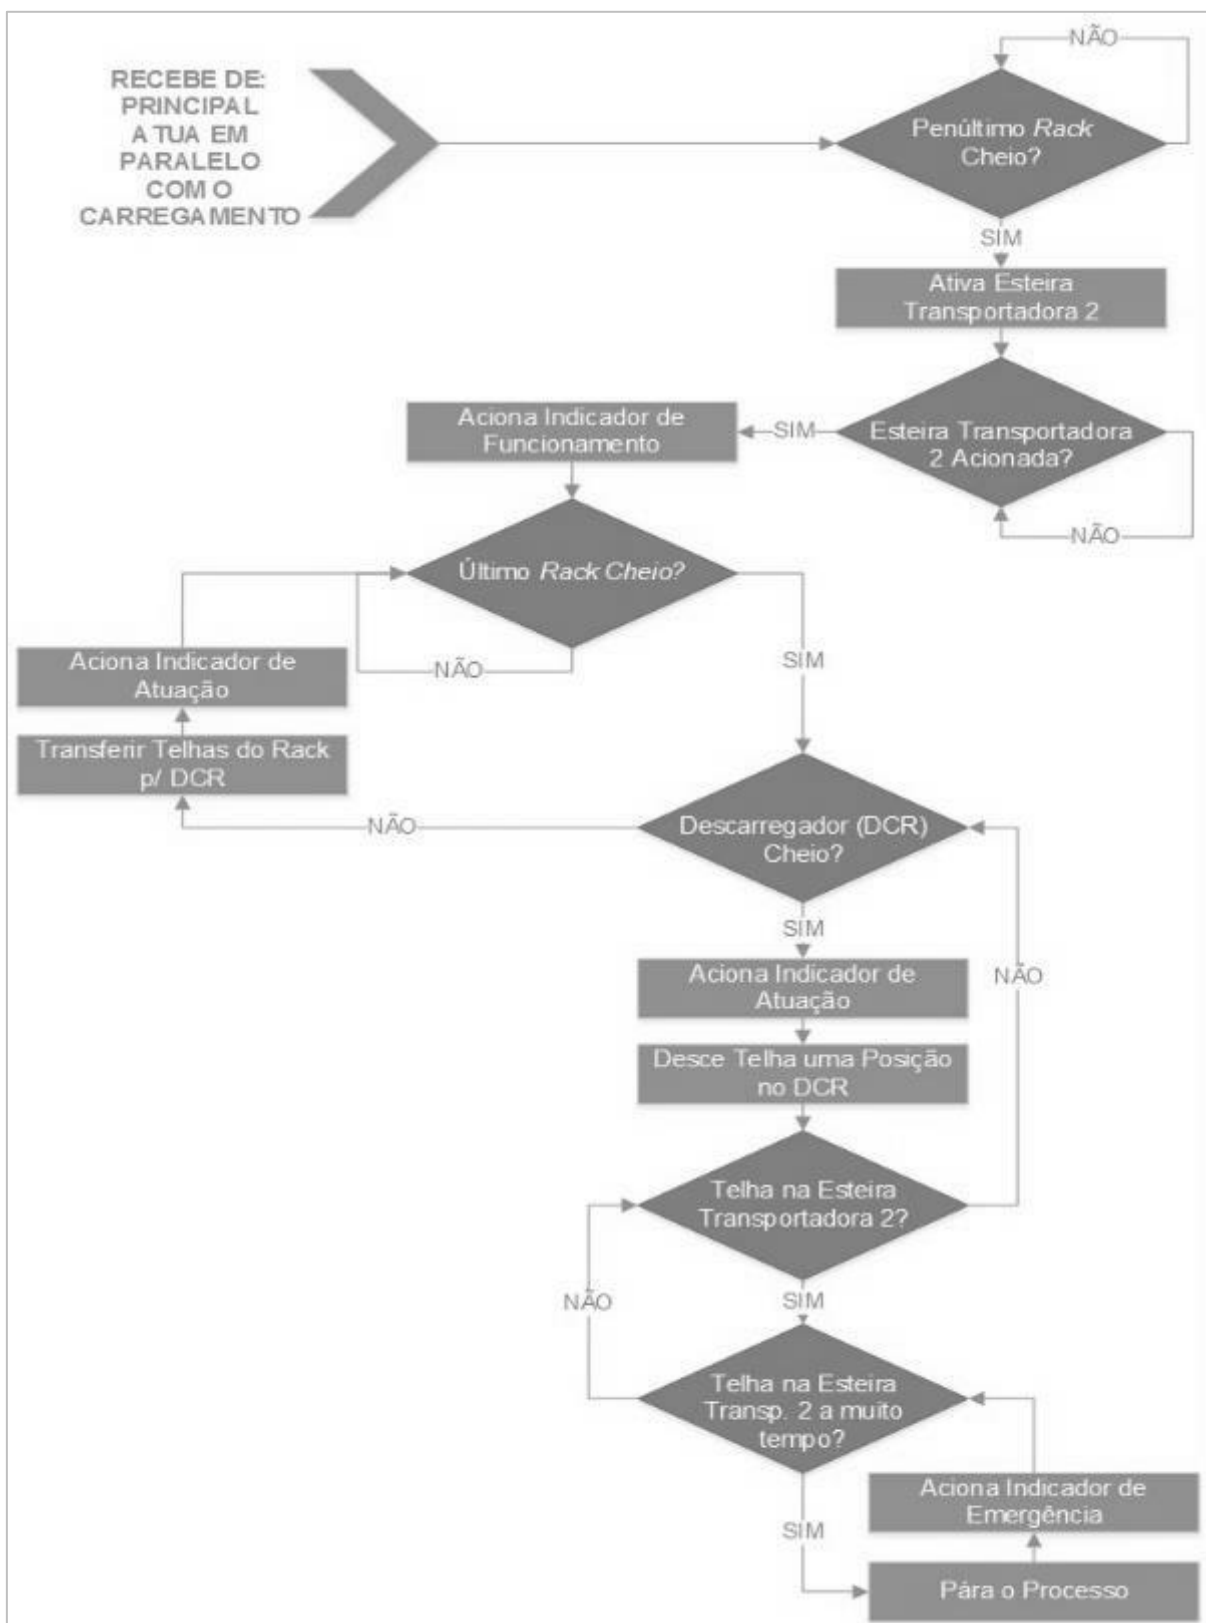 RECEBE DE:
PRINCIPAL
ATUA EM
PARALELO
COM O
CARREGAMENTO
NÃO
Penúltimo Rack
Cheio?
SIM
Ativa Esteira
Transportadora 2
Esteira Transportadora
2 Acionada?
NÃO
SIM
Aciona Indicador de
Funcionamento
Último Rack Cheio?
NÃO
SIM
Aciona Indicador de
Atuação
Transferir Telhas do Rack
p/ DCR
NÃO
Descarregador (DCR)
Cheio?
SIM
Aciona Indicador de
Atuação
NÃO
Desce Telha uma Posição
no DCR
Telha na Esteira
Transportadora 2?
NÃO
SIM
Telha na Esteira
Transp. 2 a muito
tempo?
SIM
Aciona Indicador de
Emergência
Pára o Processo